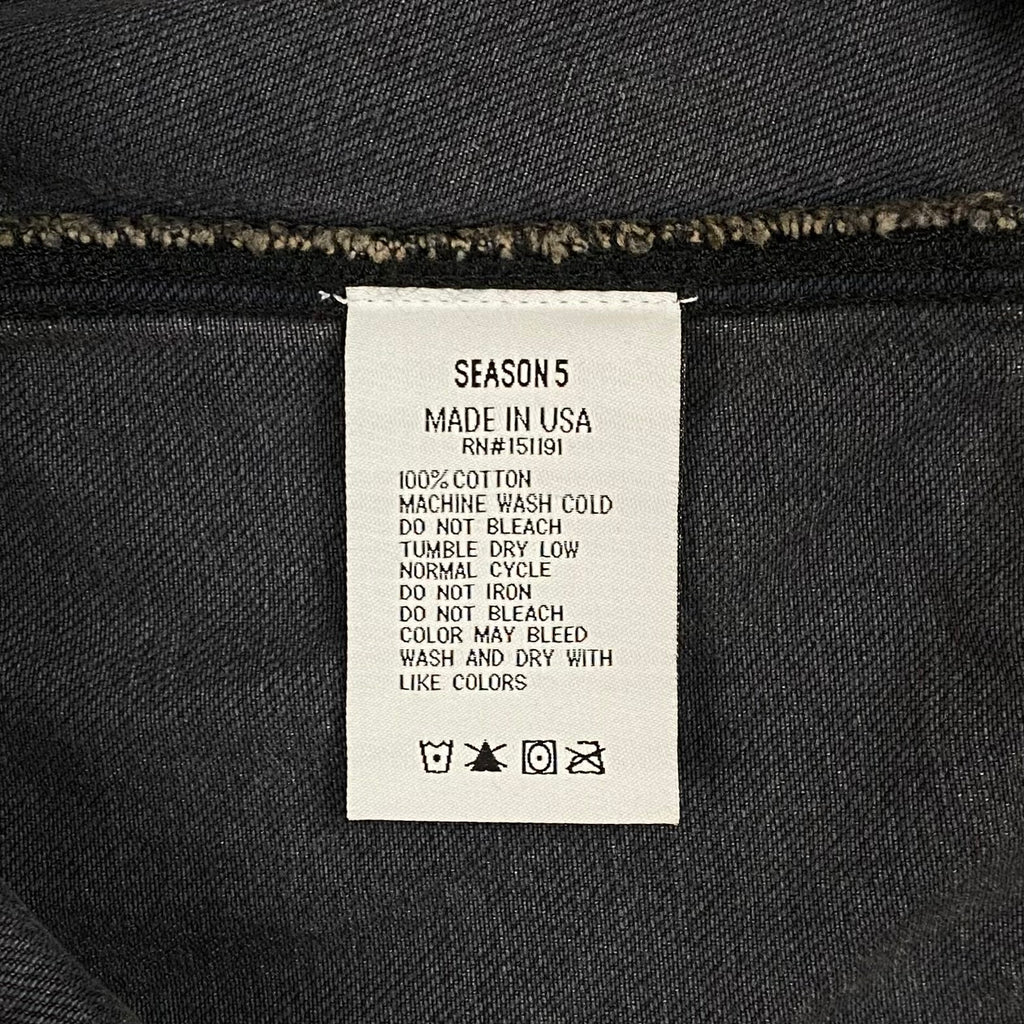 SEASON 5
MADE IN USA
RN#151191
100% COTTON
MACHINE WASH COLD
DO NOT BLEACH
TUMBLE DRY LOW
NORMAL CYCLE
DO NOT IRON
DO NOT BLEACH
COLOR MAY BLEED
WASH AND DRY WITH
LIKE COLORS